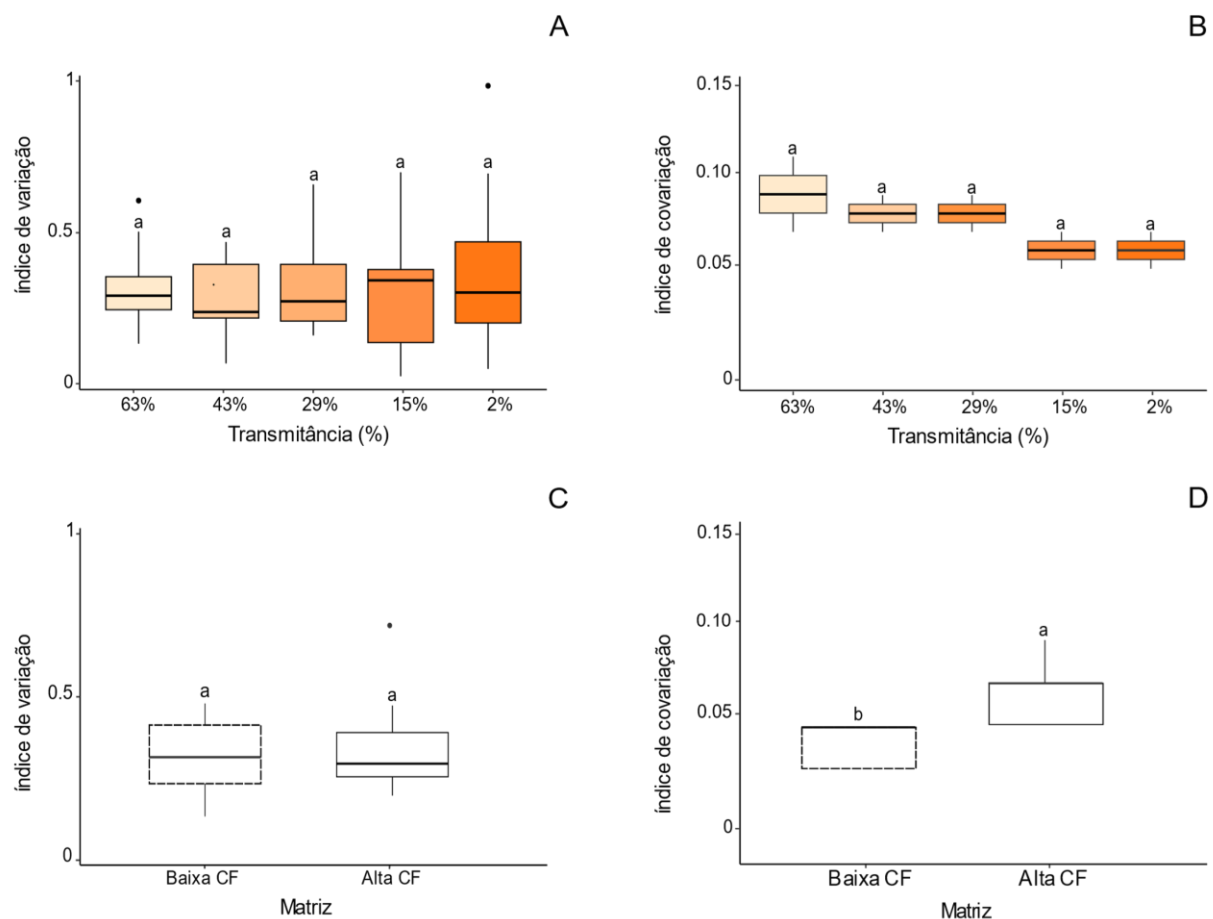 A
índice de variação
1
0.5
0
a
a
a
a
a
63%
43%
29%
15%
2%
Transmitância (%)
B
índice de covariação
0.15
0.10
0.05
0
a
a
a
a
a
63%
43%
29%
15%
2%
Transmitância (%)
C
índice de variação
1
0.5
0
a
a
Baixa CF
Alta CF
Matriz
D
índice de covariação
0.15
0.10
0.05
0
b
a
Baixa CF
Alta CF
Matriz